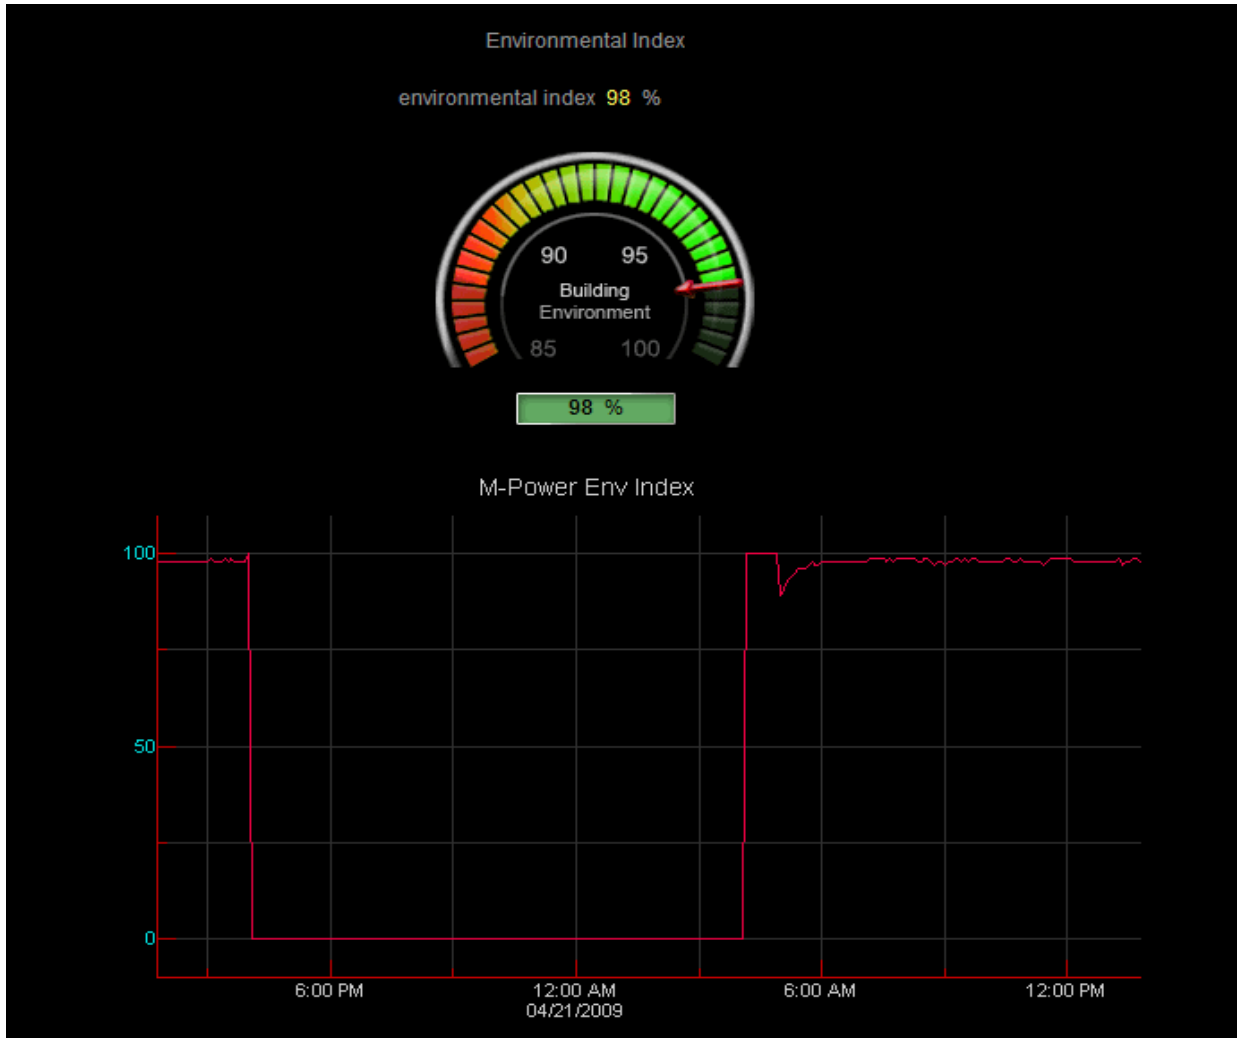 Environmental Index
environmental index 98 %
90 95
Building
Environment
85 100
98 %
M-Power Env Index
100
50
0
6:00 PM 12:00 AM 6:00 AM 12:00 PM
04/21/2009